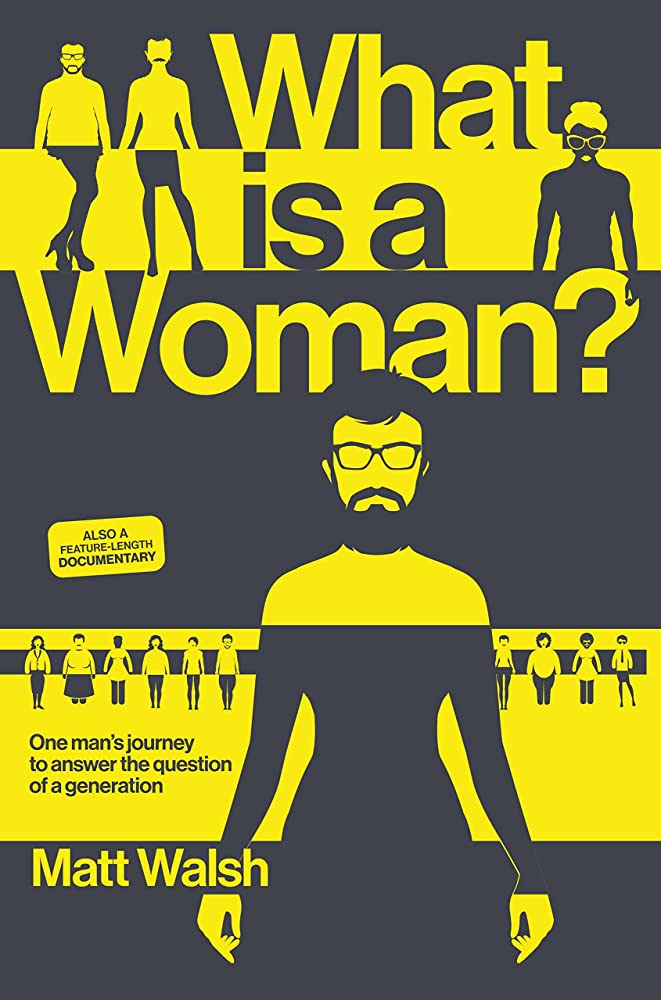 What
is a
Woman?
ALSO A
FEATURE-LENGTH
DOCUMENTARY
One man's journey
to answer the question
of a generation
Matt Walsh